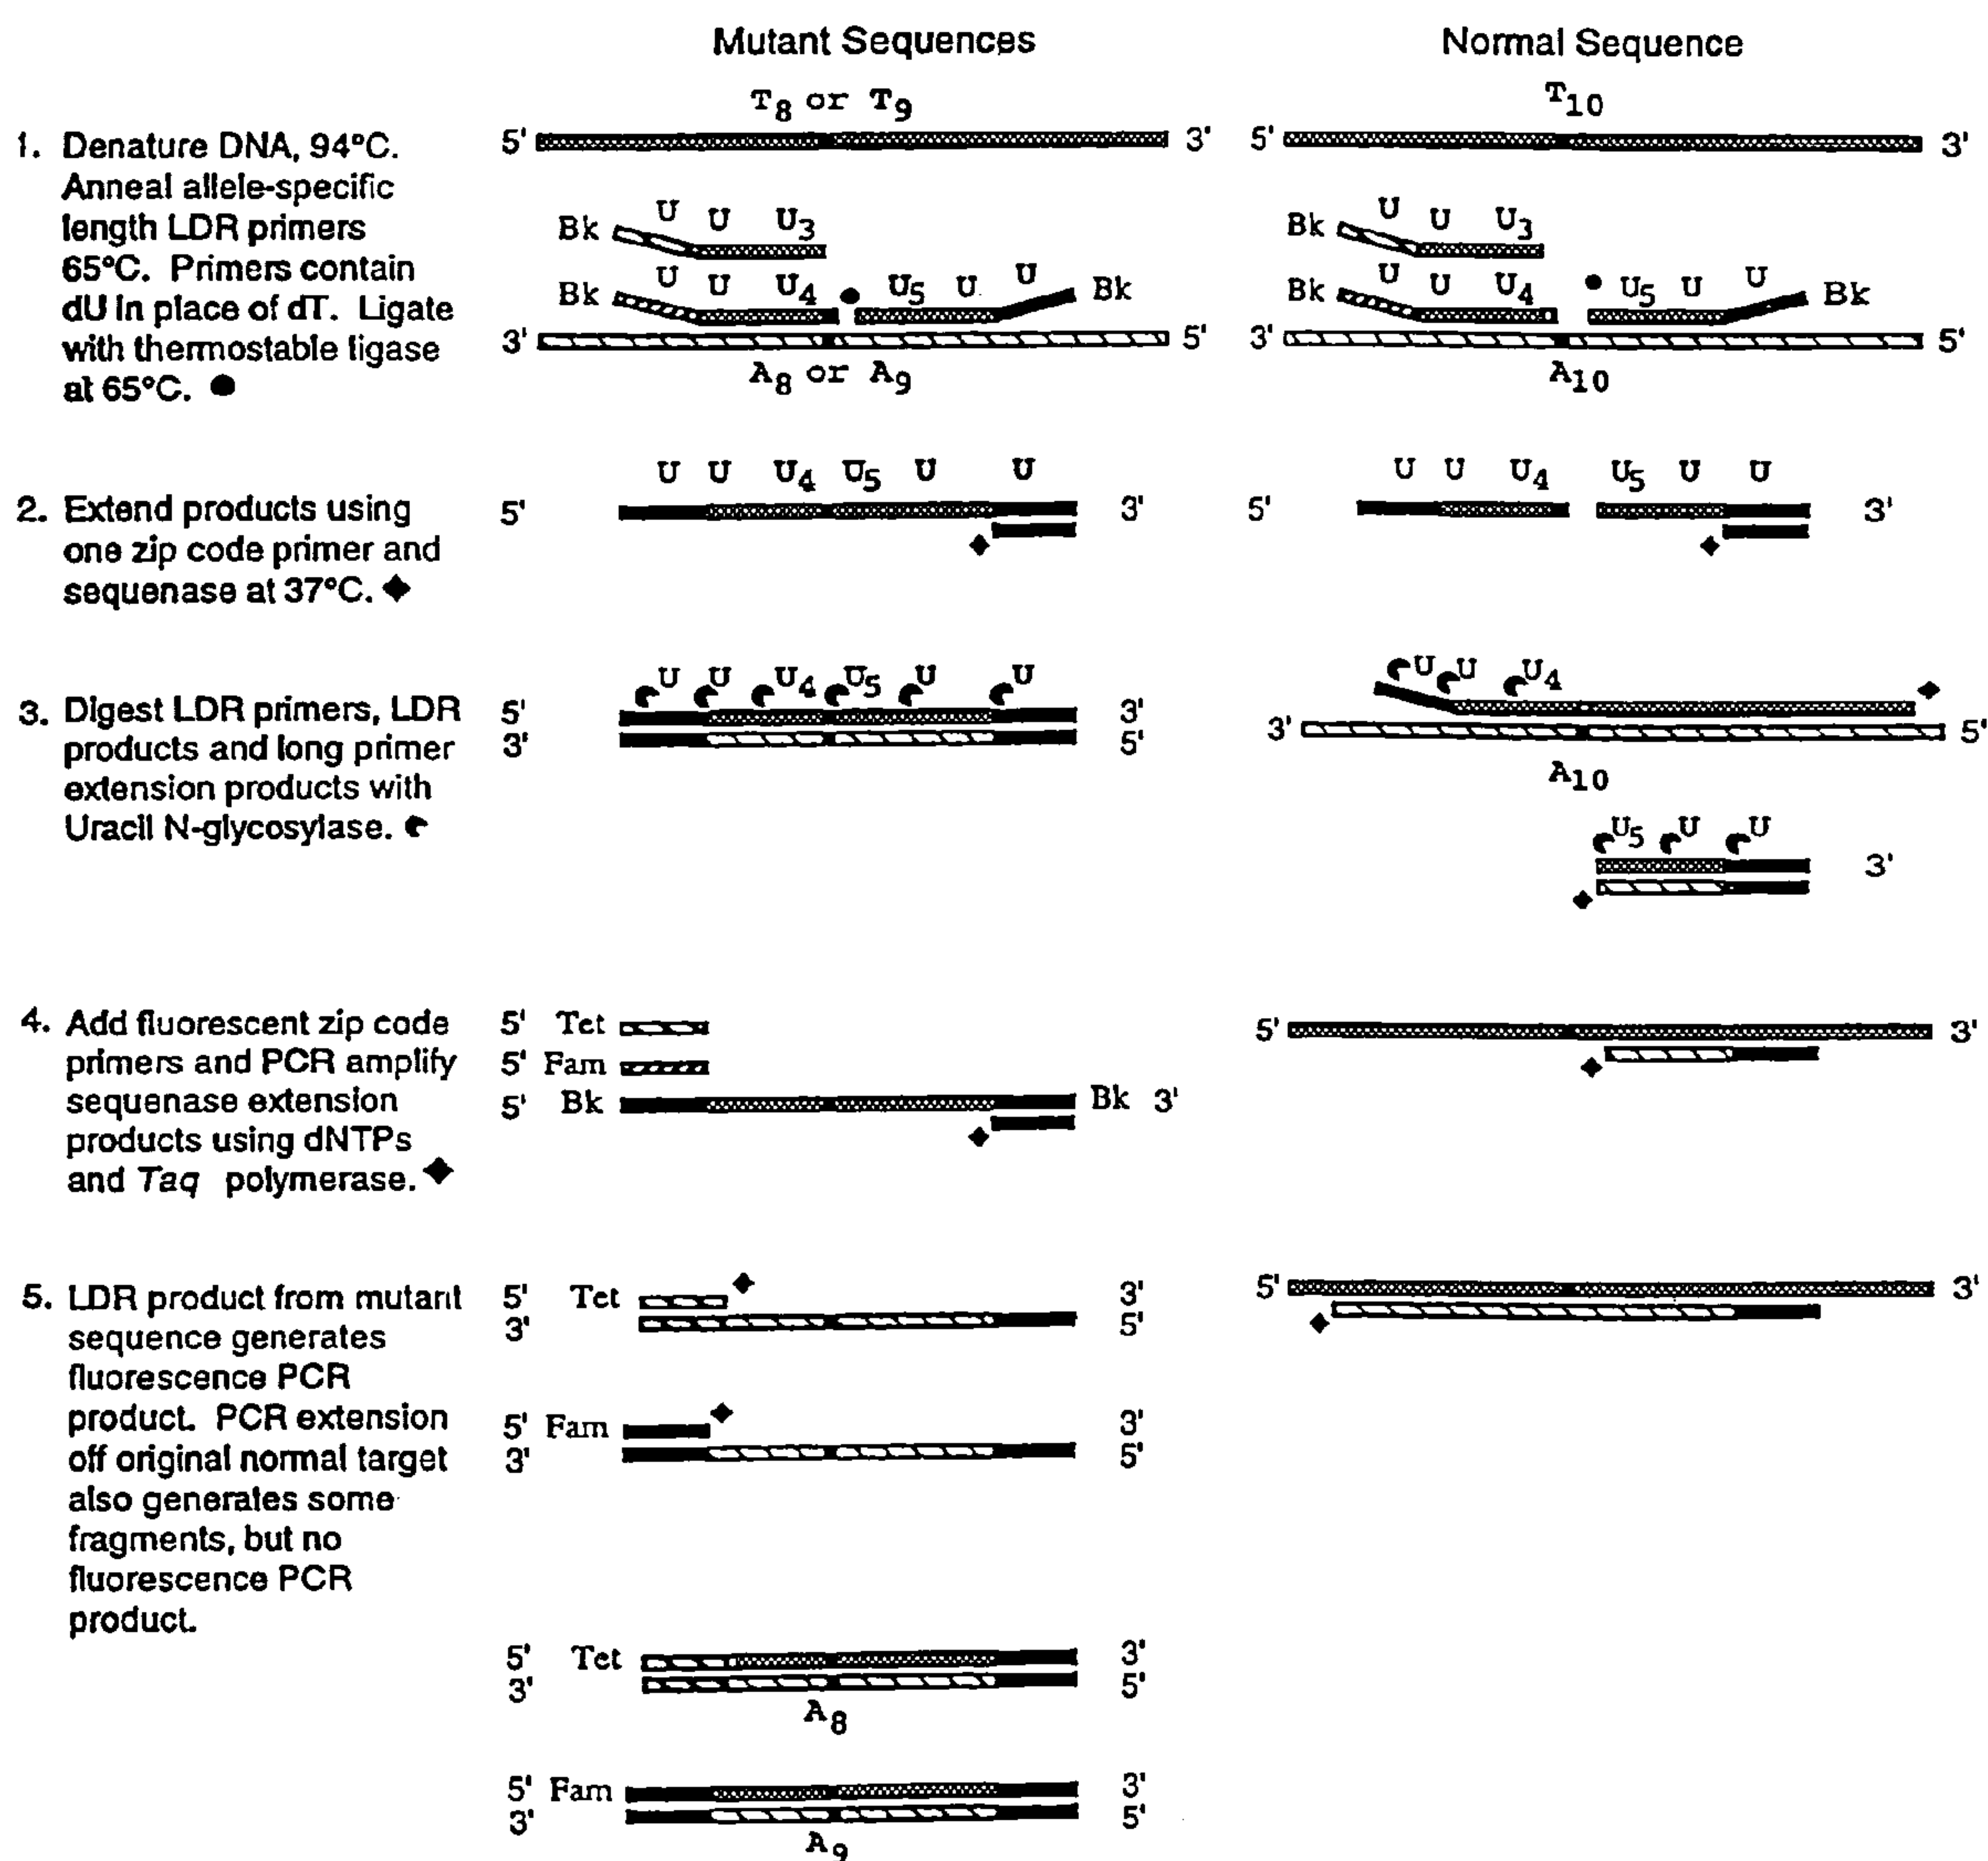 Mutant Sequences
Normal Sequence
T8 or T9
T10
1. Denature DNA, 94°C.
Anneal allele-specific
length LDR primers
65°C. Primers contain
dU in place of dT. Ligate
with thermostable ligase
at 65°C.
5' 3' 5' 3'
Bk U U U3
Bk U U U3
Bk U U U4 U5 U U Bk
Bk U U U4 U5 U U Bk
3' 5' 3' 5'
A8 or A9
A10
2. Extend products using
one zip code primer and
sequenase at 37°C.
U U U4 U5 U U
U U U4 U5 U U
5' 3' 5' 3'
3. Digest LDR primers, LDR
products and long primer
extension products with
Uracil N-glycosylase.
U U U4 U5 U U
5' 3'
3' 5'
U U U4
3' 5'
A10
U5 U U
3'
4. Add fluorescent zip code
primers and PCR amplify
sequenase extension
products using dNTPs
and Taq polymerase.
5' Tet
5' Fam
5' Bk Bk 3'
5' 3'
5. LDR product from mutant
sequence generates
fluorescence PCR
product. PCR extension
off original normal target
also generates some
fragments, but no
fluorescence PCR
product.
5' Tet 3'
3' 5'
5' 3'
5' Fam 3'
3' 5'
5' Tet 3'
3' 5'
A8
5' Fam 3'
3' 5'
A9